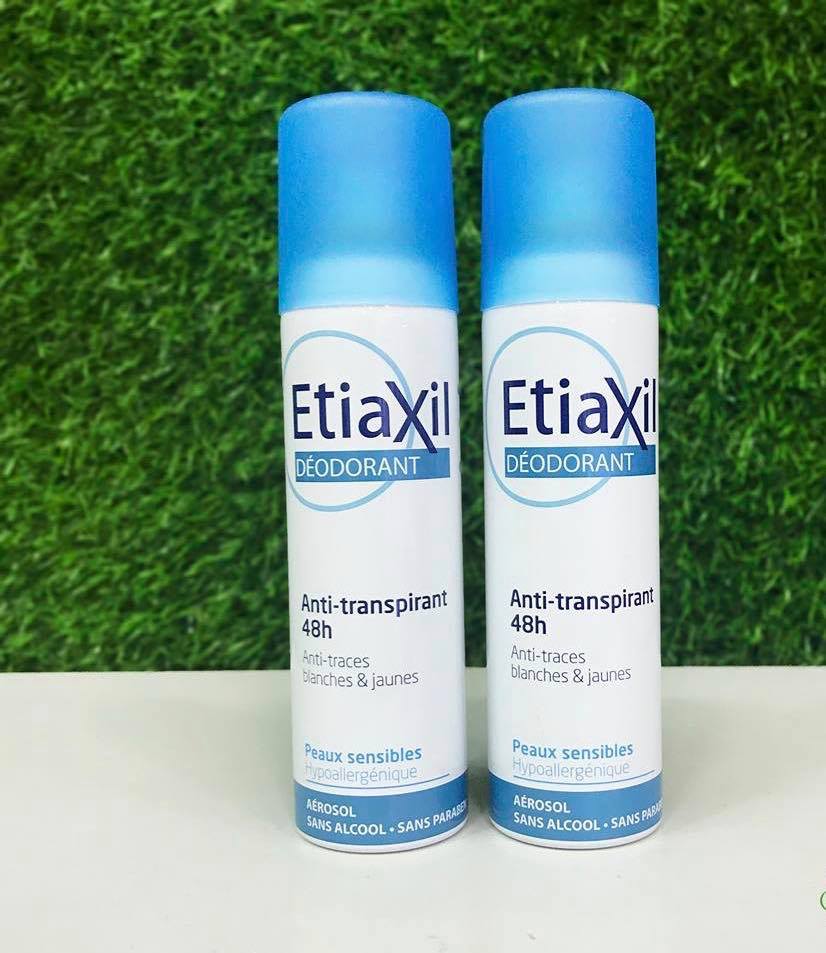 EtiaXil
DÉODORANT
Anti-transpirant
48h
Anti-traces
blanches & jaunes
Peaux sensibles
Hypoallergénique
AÉROSOL
SANS ALCOOL • SANS PARABEN
EtiaXil
DÉODORANT
Anti-transpirant
48h
Anti-traces
blanches & jaunes
Peaux sensibles
Hypoallergénique
AÉROSOL
SANS ALCOOL • SANS